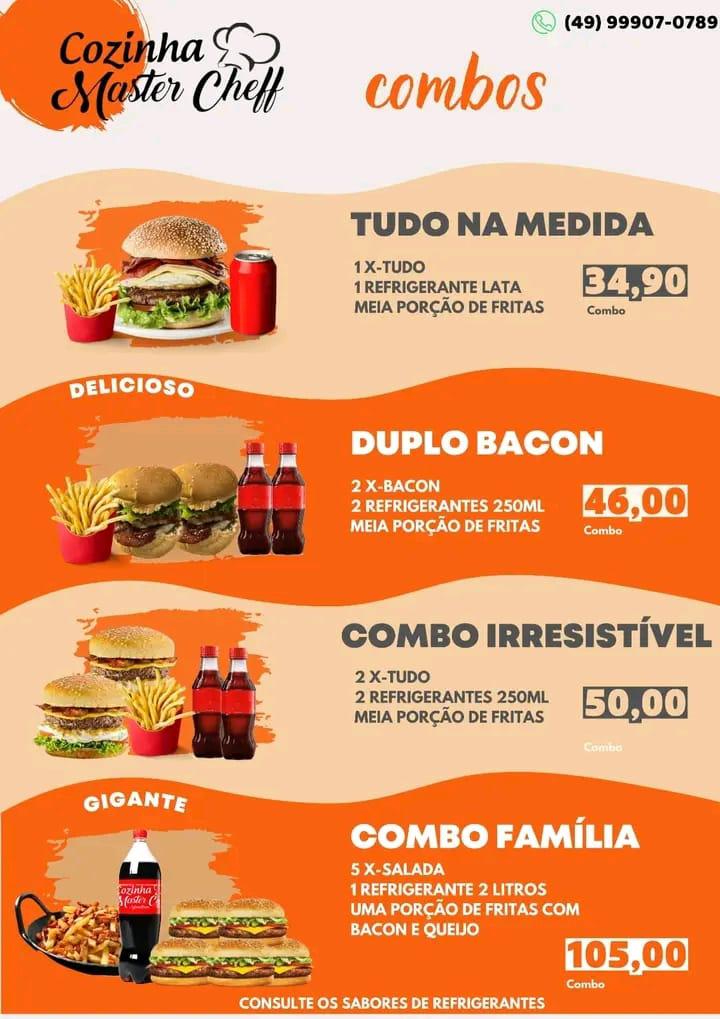 Cozinha
Master Cheff
(49) 99907-0789
combos
TUDO NA MEDIDA
1 X-TUDO
1 REFRIGERANTE LATA
MEIA PORÇÃO DE FRITAS
34,90
Combo
DELICIOSO
DUPLO BACON
2 X-BACON
2 REFRIGERANTES 250ML
MEIA PORÇÃO DE FRITAS
46,00
Combo
COMBO IRRESISTÍVEL
2 X-TUDO
2 REFRIGERANTES 250ML
MEIA PORÇÃO DE FRITAS
50,00
Combo
GIGANTE
COMBO FAMÍLIA
5 X-SALADA
1 REFRIGERANTE 2 LITROS
UMA PORÇÃO DE FRITAS COM
BACON E QUEIJO
105,00
Combo
Cozinha
Master C
CONSULTE OS SABORES DE REFRIGERANTES